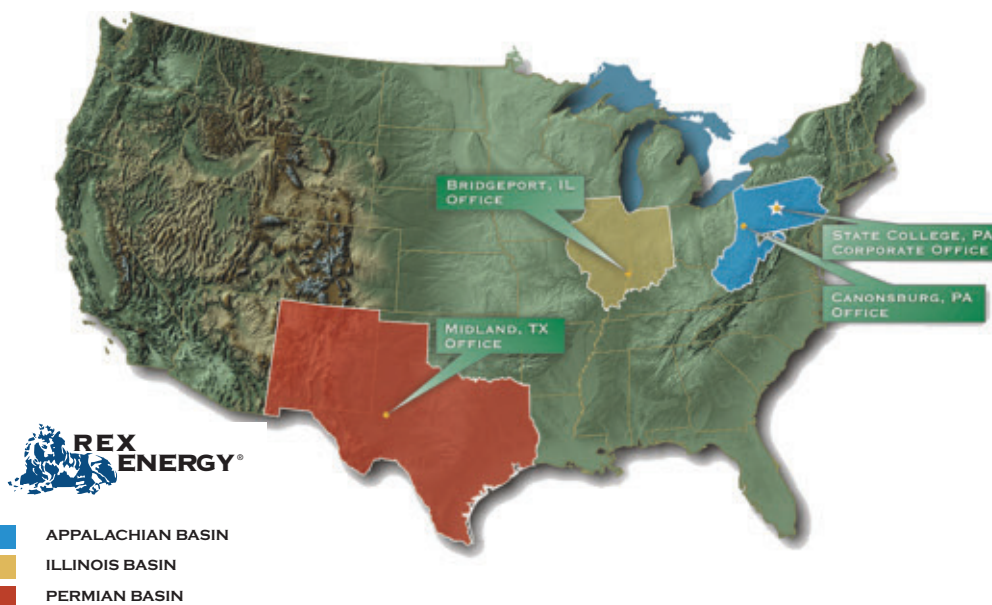 BRIDGEPORT, IL
OFFICE
STATE COLLEGE, PA
CORPORATE OFFICE
CANONSBURG, PA
OFFICE
MIDLAND, TX
OFFICE
REX
ENERGY®
APPALACHIAN BASIN
ILLINOIS BASIN
PERMIAN BASIN